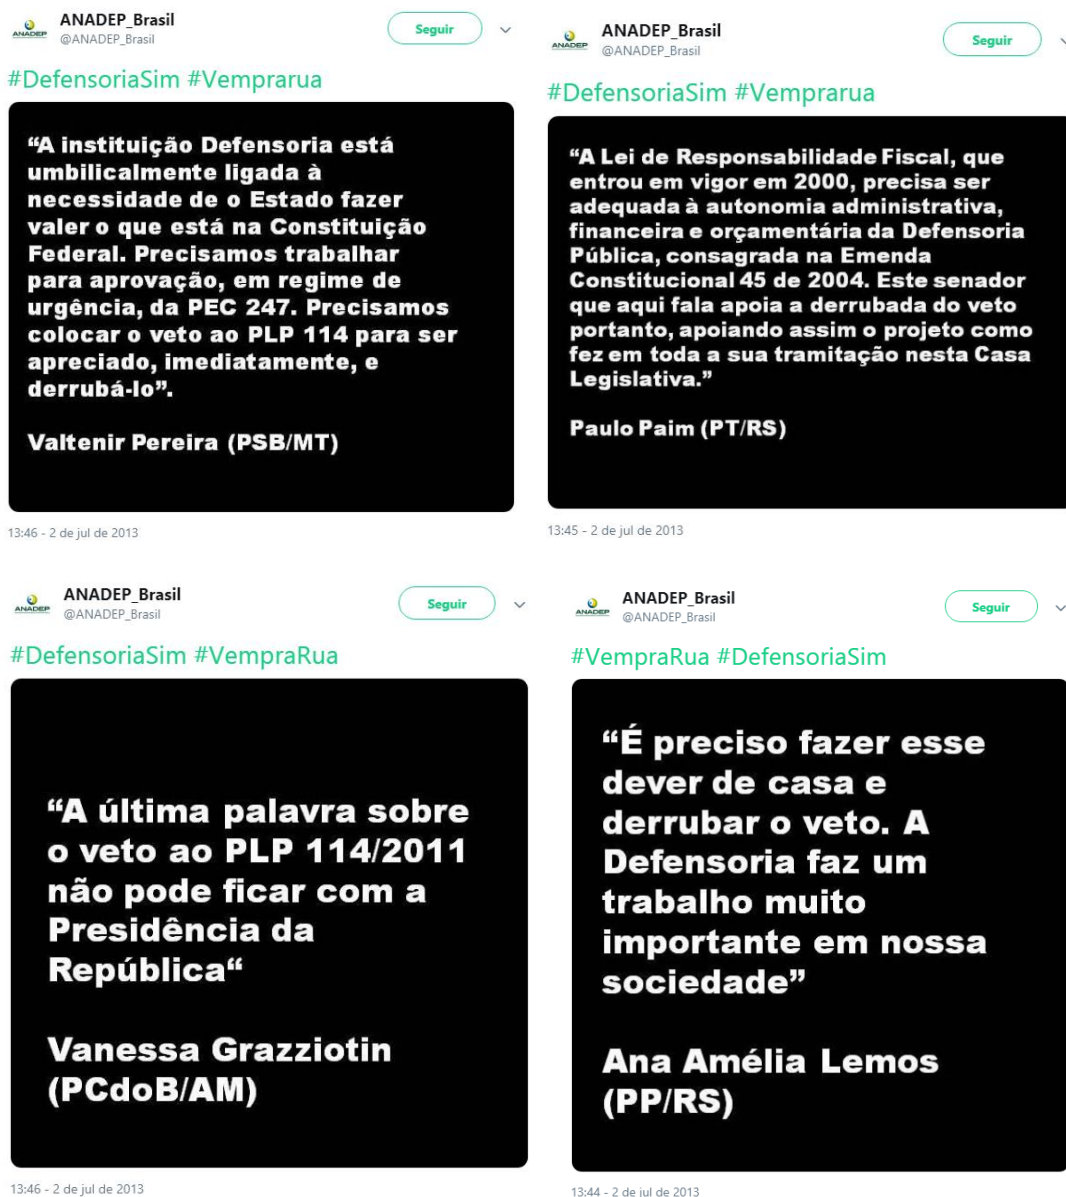 ANADEP_Brasil
@ANADEP_Brasil
ANADEP
Seguir
#DefensoriaSim #Vemprarua
“A instituição Defensoria está
umbilicalmente ligada à
necessidade de o Estado fazer
valer o que está na Constituição
Federal. Precisamos trabalhar
para aprovação, em regime de
urgência, da PEC 247. Precisamos
colocar o veto ao PLP 114 para ser
apreciado, imediatamente, e
derrubá-lo”.
Valtenir Pereira (PSB/MT)
13:46 - 2 de jul de 2013
ANADEP_Brasil
@ANADEP_Brasil
ANADEP
Seguir
#DefensoriaSim #Vemprarua
“A Lei de Responsabilidade Fiscal, que
entrou em vigor em 2000, precisa ser
adequada à autonomia administrativa,
financeira e orçamentária da Defensoria
Pública, consagrada na Emenda
Constitucional 45 de 2004. Este senador
que aqui fala apoia a derrubada do veto
portanto, apoiando assim o projeto como
fez em toda a sua tramitação nesta Casa
Legislativa.”
Paulo Paim (PT/RS)
13:45 - 2 de jul de 2013
ANADEP_Brasil
@ANADEP_Brasil
ANADEP
Seguir
#DefensoriaSim #VempraRua
“A última palavra sobre
o veto ao PLP 114/2011
não pode ficar com a
Presidência da
República“
Vanessa Grazziotin
(PCdoB/AM)
13:46 - 2 de jul de 2013
ANADEP_Brasil
@ANADEP_Brasil
ANADEP
Seguir
#VempraRua #DefensoriaSim
“É preciso fazer esse
dever de casa e
derrubar o veto. A
Defensoria faz um
trabalho muito
importante em nossa
sociedade”
Ana Amélia Lemos
(PP/RS)
13:44 - 2 de jul de 2013